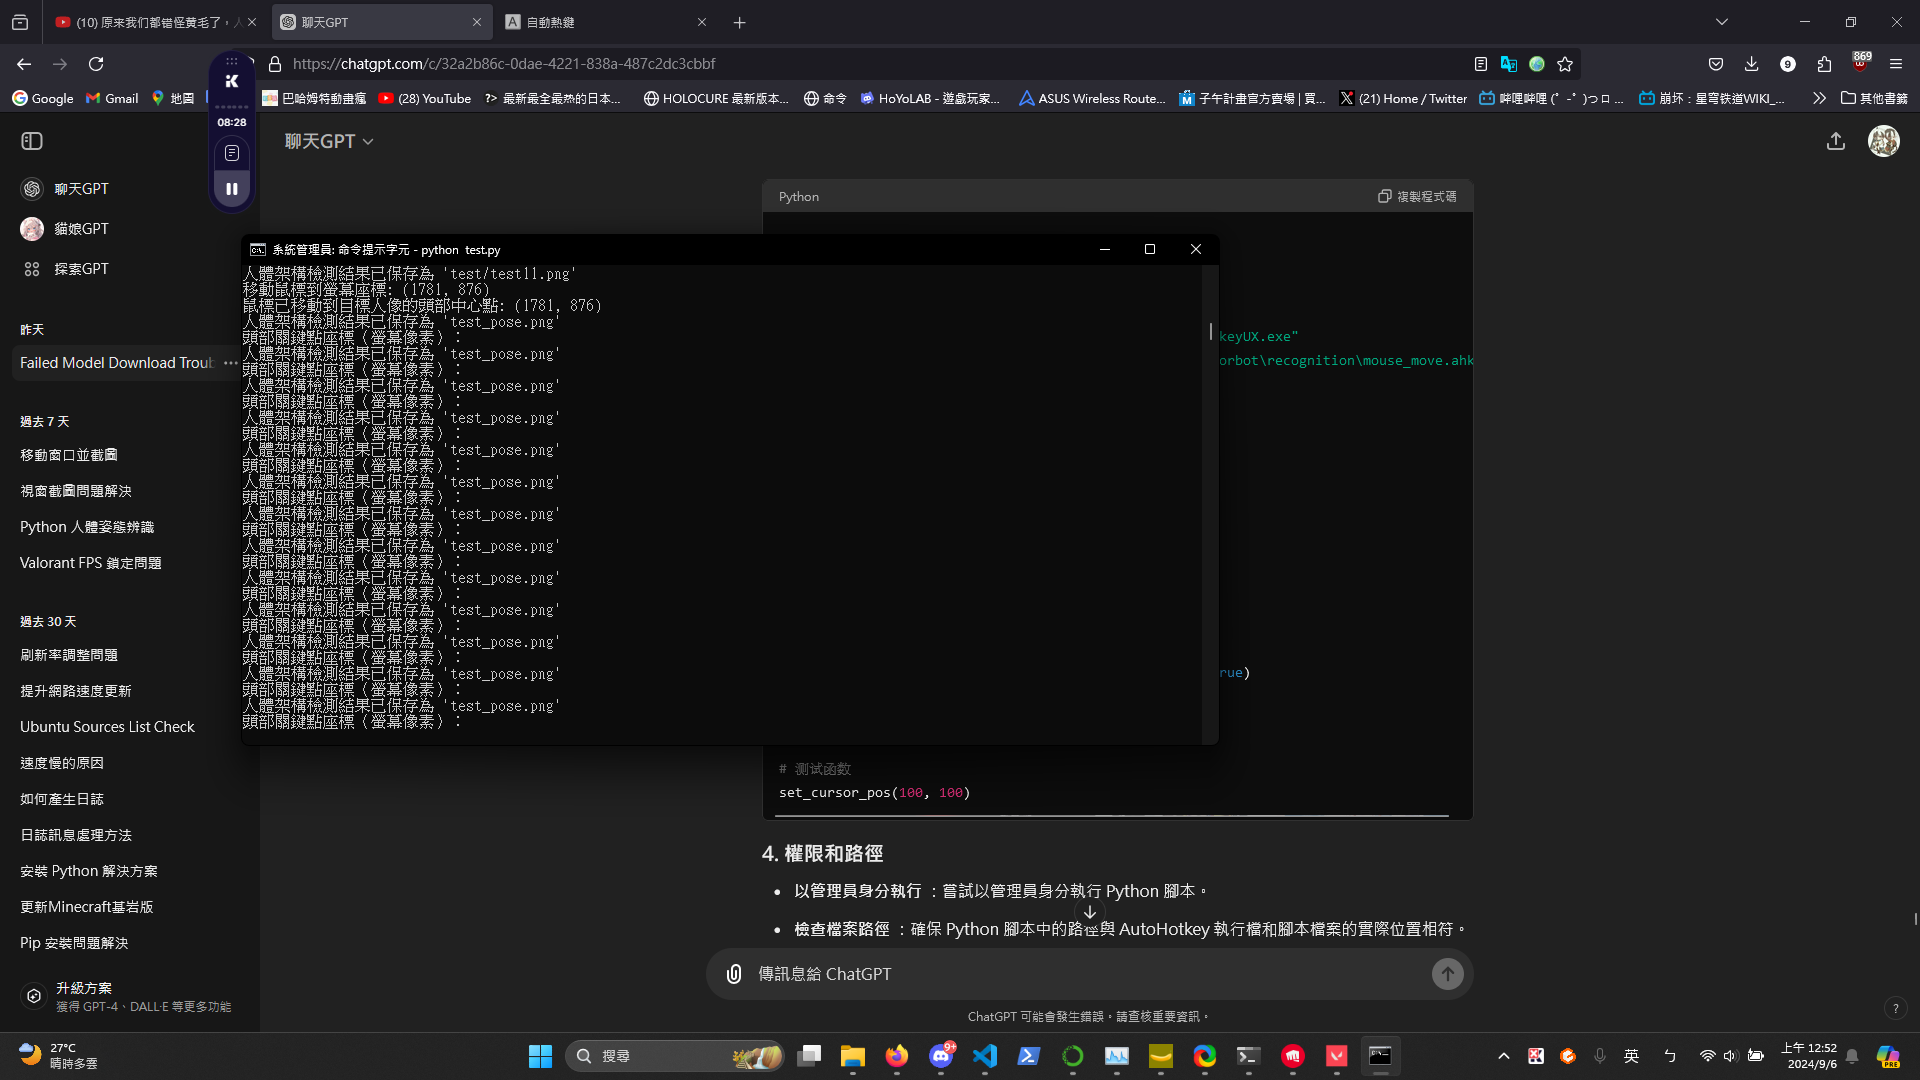 (10) 原来我们都错怪黄毛了，人
聊天GPT
自動熱鍵
https://chatgpt.com/c/32a2b86c-0dae-4221-838a-487c2dc3cbbf
9
869
Google
Gmail
地圖
巴哈姆特動畫瘋
(28) YouTube
最新最全最热的日本...
HOLOCURE 最新版本...
命令
HoYoLAB - 遊戲玩家...
ASUS Wireless Route...
子午計畫官方賣場 | 買...
(21) Home / Twitter
哔哩哔哩 (゜-゜)つロ ...
崩坏：星穹铁道WIKI_...
其他書籤
08:28
聊天GPT
聊天GPT
貓娘GPT
探索GPT
昨天
Failed Model Download Troub
過去 7 天
移動窗口並截圖
視窗截圖問題解決
Python 人體姿態辨識
Valorant FPS 鎖定問題
過去 30 天
刷新率調整問題
提升網路速度更新
Ubuntu Sources List Check
速度慢的原因
如何產生日誌
日誌訊息處理方法
安裝 Python 解決方案
更新Minecraft基岩版
Pip 安裝問題解決
升級方案
獲得 GPT-4、DALL·E 等更多功能
Python
複製程式碼
系統管理員: 命令提示字元 - python test.py
人體架構檢測結果已保存為 'test/test11.png'
移動鼠標到螢幕座標: (1781, 876)
鼠標已移動到目標人像的頭部中心點: (1781, 876)
人體架構檢測結果已保存為 'test_pose.png'
頭部關鍵點座標（螢幕像素）：
人體架構檢測結果已保存為 'test_pose.png'
頭部關鍵點座標（螢幕像素）：
人體架構檢測結果已保存為 'test_pose.png'
頭部關鍵點座標（螢幕像素）：
人體架構檢測結果已保存為 'test_pose.png'
頭部關鍵點座標（螢幕像素）：
人體架構檢測結果已保存為 'test_pose.png'
頭部關鍵點座標（螢幕像素）：
人體架構檢測結果已保存為 'test_pose.png'
頭部關鍵點座標（螢幕像素）：
人體架構檢測結果已保存為 'test_pose.png'
頭部關鍵點座標（螢幕像素）：
人體架構檢測結果已保存為 'test_pose.png'
頭部關鍵點座標（螢幕像素）：
人體架構檢測結果已保存為 'test_pose.png'
頭部關鍵點座標（螢幕像素）：
人體架構檢測結果已保存為 'test_pose.png'
頭部關鍵點座標（螢幕像素）：
人體架構檢測結果已保存為 'test_pose.png'
頭部關鍵點座標（螢幕像素）：
人體架構檢測結果已保存為 'test_pose.png'
頭部關鍵點座標（螢幕像素）：
人體架構檢測結果已保存為 'test_pose.png'
頭部關鍵點座標（螢幕像素）：
keyUX.exe"
orbot\recognition\mouse_move.ahk
rue)
# 测试函数
set_cursor_pos(100, 100)
4. 權限和路徑
以管理員身分執行 ：嘗試以管理員身分執行 Python 腳本。
檢查檔案路徑 ：確保 Python 腳本中的路徑與 AutoHotkey 執行檔和腳本檔案的實際位置相符。
傳訊息給 ChatGPT
ChatGPT 可能會發生錯誤。請查核重要資訊。
?
27°C
晴時多雲
搜尋
9+
英
ㄅ
上午 12:52
2024/9/6
PRE